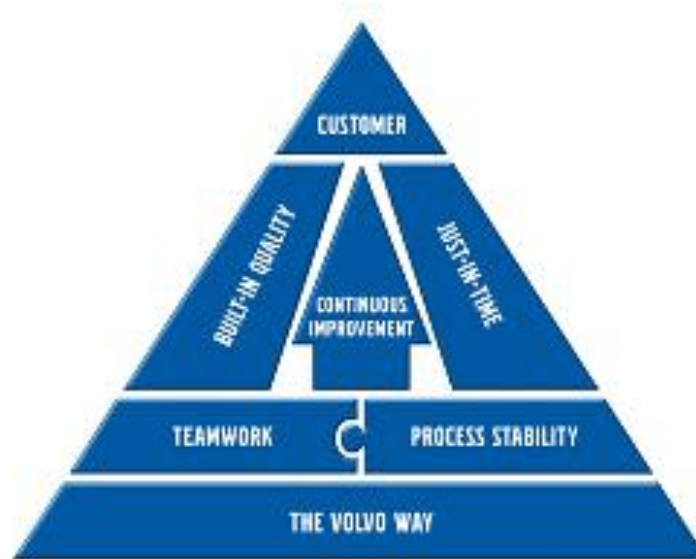 CUSTOMER
BUILT-IN QUALITY
CONTINUOUS
IMPROVEMENT
JUST-IN-TIME
TEAMWORK
PROCESS STABILITY
THE VOLVO WAY